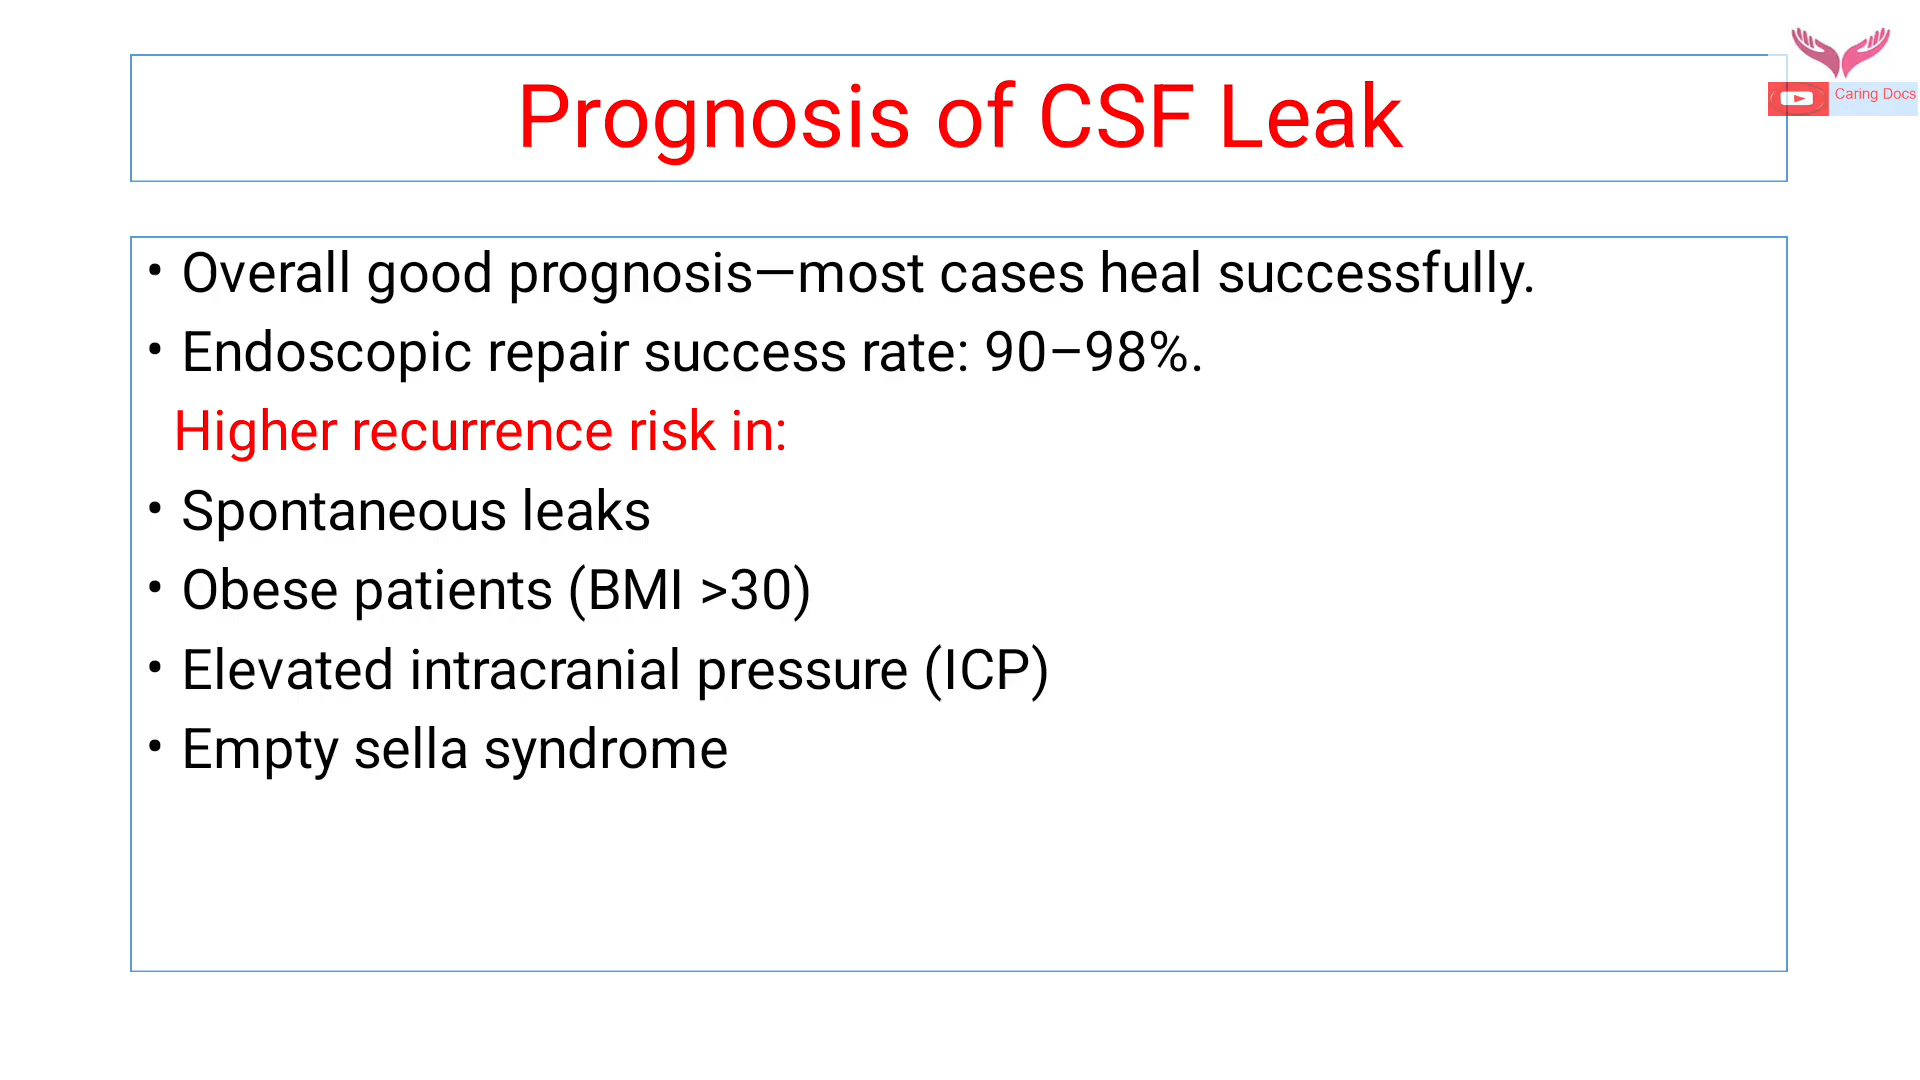 Prognosis of CSF Leak
Caring Docs
• Overall good prognosis—most cases heal successfully.
• Endoscopic repair success rate: 90–98%.
Higher recurrence risk in:
• Spontaneous leaks
• Obese patients (BMI >30)
• Elevated intracranial pressure (ICP)
• Empty sella syndrome